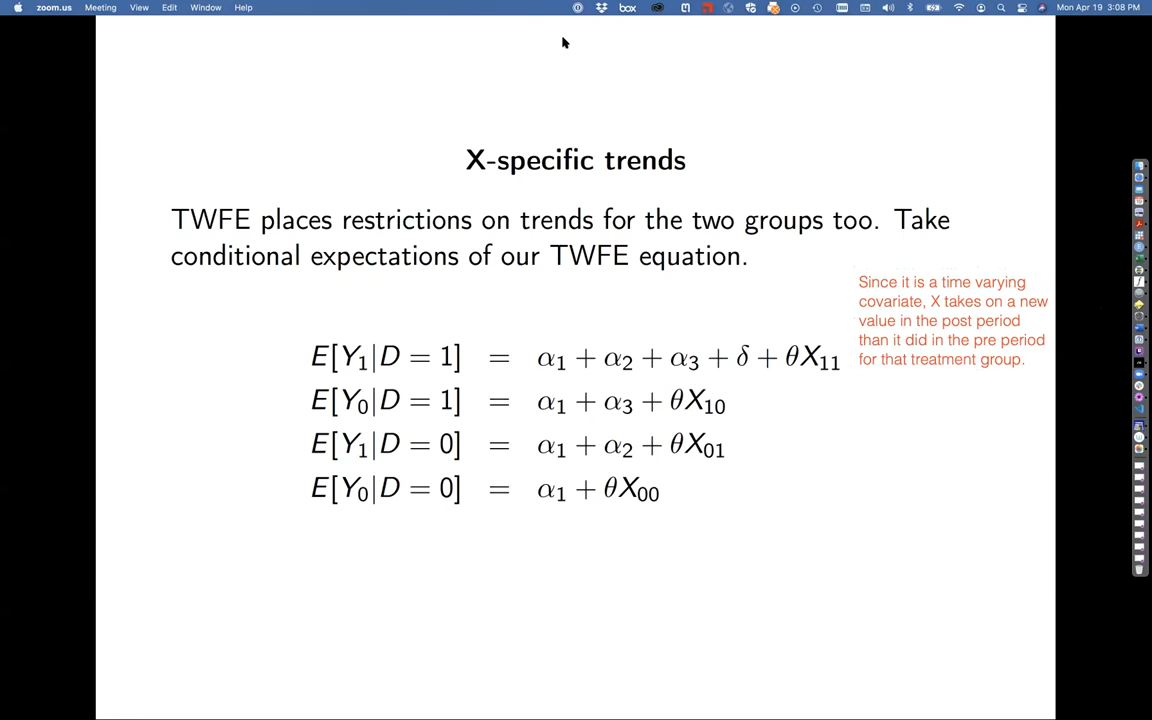 zoom.us Meeting View Edit Window Help box Mon Apr 19 3:08 PM
X-specific trends
TWFE places restrictions on trends for the two groups too. Take
conditional expectations of our TWFE equation.
Since it is a time varying
covariate, X takes on a new
value in the post period
than it did in the pre period
for that treatment group.
E[Y₁|D = 1] = α₁ + α₂ + α₃ + δ + θX₁₁
E[Y₀|D = 1] = α₁ + α₃ + θX₁₀
E[Y₁|D = 0] = α₁ + α₂ + θX₀₁
E[Y₀|D = 0] = α₁ + θX₀₀